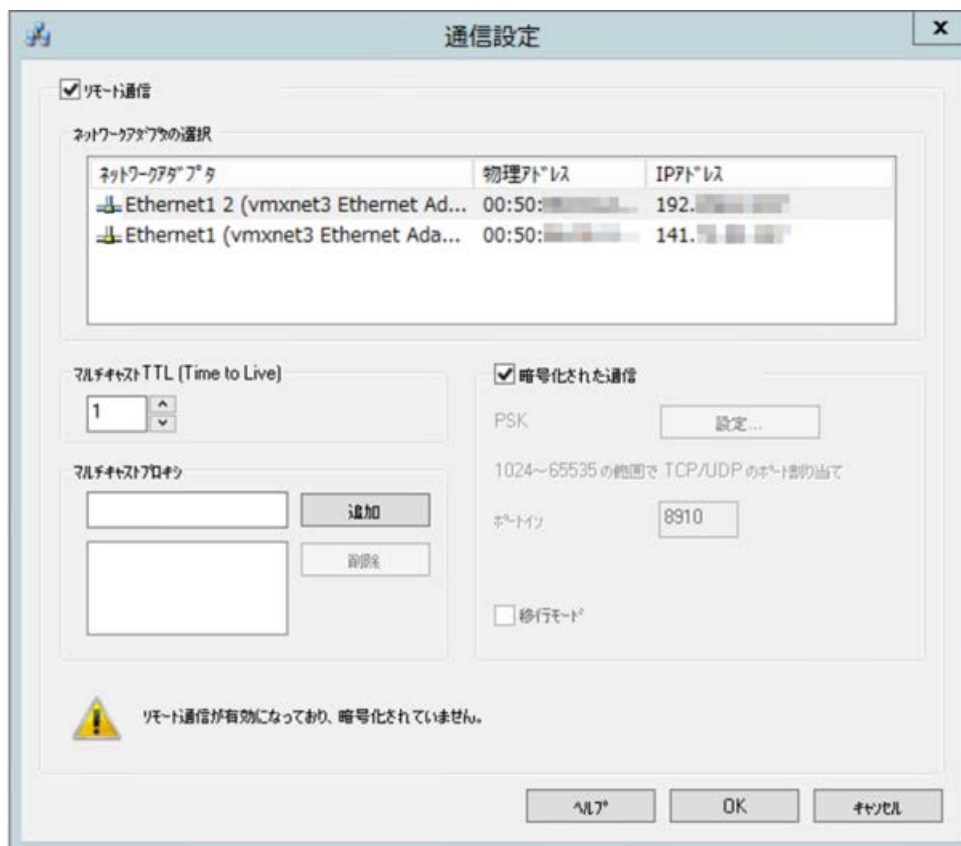 通信設定
リモート通信
ネットワークアダプタの選択
ネットワークアダプタ 物理アドレス IPアドレス
Ethernet1 2 (vmxnet3 Ethernet Ad... 00:50: 192.
Ethernet1 (vmxnet3 Ethernet Ada... 00:50: 141.
マルチキャストTTL (Time to Live)
1
マルチキャストプロキシ
追加
削除
暗号化された通信
PSK 設定...
1024～65535の範囲で TCP/UDPのポート割り当て
ポートイソ 8910
移行モード
リモート通信が有効になっており、暗号化されていません。
ヘルプ OK キャンセル